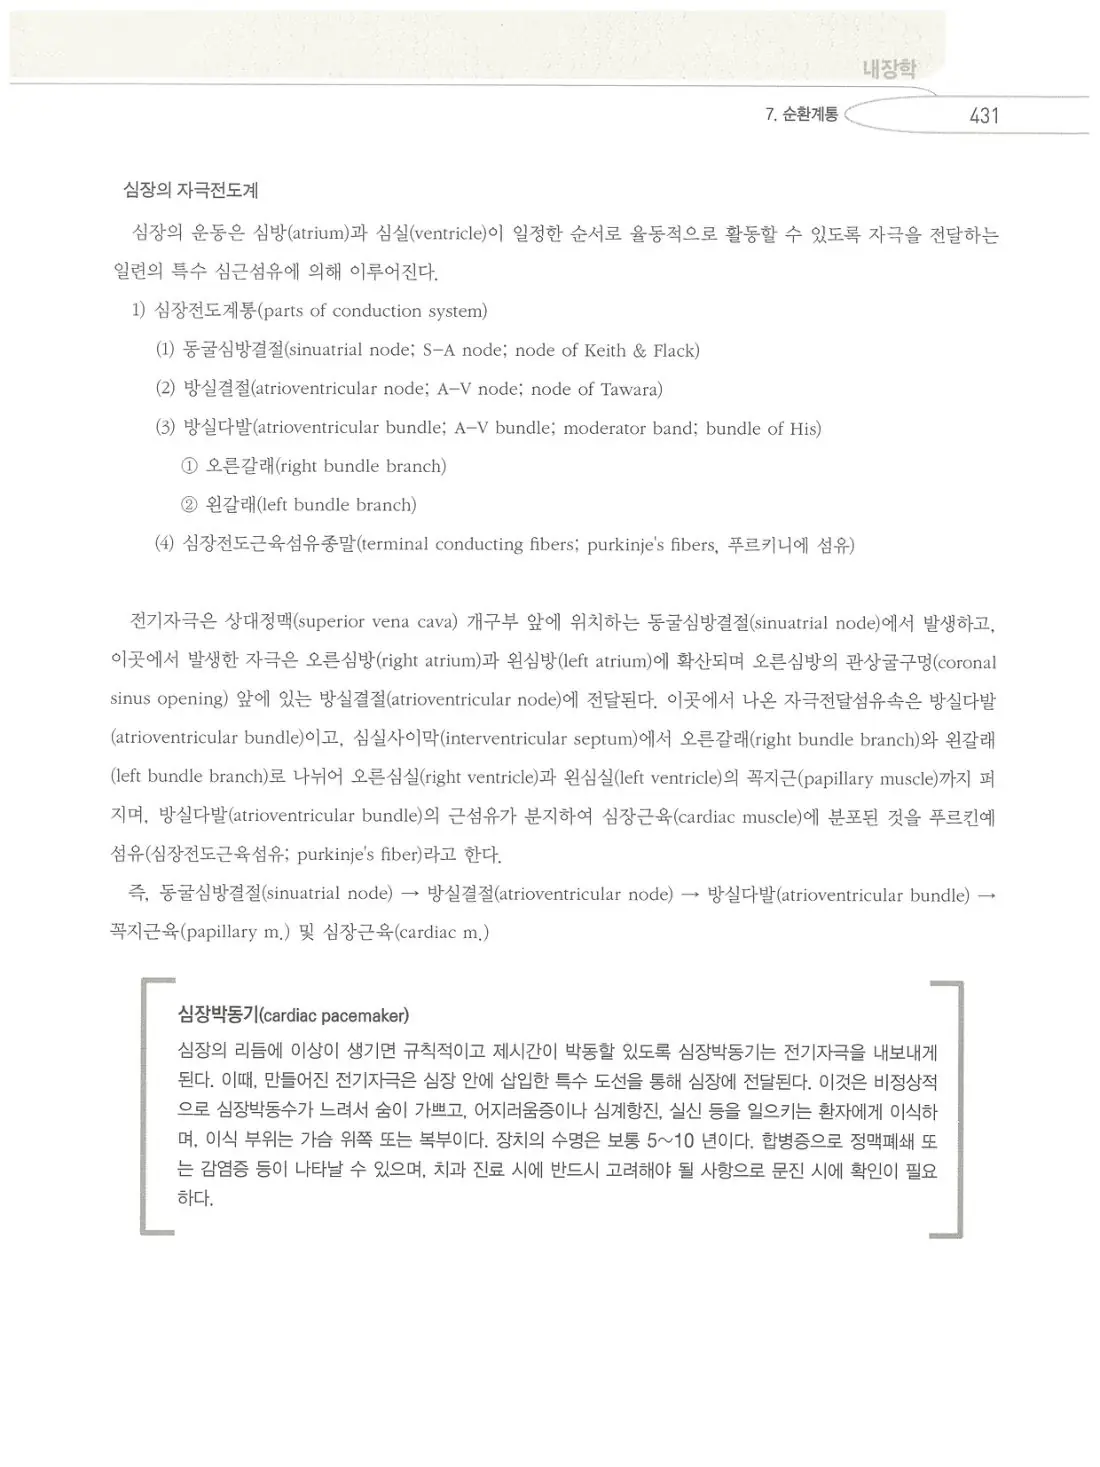 내장학
7. 순환계통
431
심장의 자극전도계
심장의 운동은 심방(atrium)과 심실(ventricle)이 일정한 순서로 율동적으로 활동할 수 있도록 자극을 전달하는
일련의 특수 심근섬유에 의해 이루어진다.
1) 심장전도계통(parts of conduction system)
(1) 동굴심방결절(sinuatrial node; S-A node; node of Keith & Flack)
(2) 방실결절(atrioventricular node; A-V node; node of Tawara)
(3) 방실다발(atrioventricular bundle; A-V bundle; moderator band; bundle of His)
① 오른갈래(right bundle branch)
② 왼갈래(left bundle branch)
(4) 심장전도근육섬유종말(terminal conducting fibers; purkinje's fibers, 푸르키니에 섬유)
전기자극은 상대정맥(superior vena cava) 개구부 앞에 위치하는 동굴심방결절(sinuatrial node)에서 발생하고,
이곳에서 발생한 자극은 오른심방(right atrium)과 왼심방(left atrium)에 확산되며 오른심방의 관상굴구멍(coronal
sinus opening) 앞에 있는 방실결절(atrioventricular node)에 전달된다. 이곳에서 나온 자극전달섬유속은 방실다발
(atrioventricular bundle)이고, 심실사이막(interventricular septum)에서 오른갈래(right bundle branch)와 왼갈래
(left bundle branch)로 나뉘어 오른심실(right ventricle)과 왼심실(left ventricle)의 꼭지근(papillary muscle)까지 퍼
지며, 방실다발(atrioventricular bundle)의 근섬유가 분지하여 심장근육(cardiac muscle)에 분포된 것을 푸르킨예
섬유(심장전도근육섬유; purkinje's fiber)라고 한다.
즉, 동굴심방결절(sinuatrial node) → 방실결절(atrioventricular node) → 방실다발(atrioventricular bundle) →
꼭지근육(papillary m.) 및 심장근육(cardiac m.)
심장박동기(cardiac pacemaker)
심장의 리듬에 이상이 생기면 규칙적이고 제시간이 박동할 있도록 심장박동기는 전기자극을 내보내게
된다. 이때, 만들어진 전기자극은 심장 안에 삽입한 특수 도선을 통해 심장에 전달된다. 이것은 비정상적
으로 심장박동수가 느려서 숨이 가쁘고, 어지러움증이나 심계항진, 실신 등을 일으키는 환자에게 이식하
며, 이식 부위는 가슴 위쪽 또는 복부이다. 장치의 수명은 보통 5~10 년이다. 합병증으로 정맥폐쇄 또
는 감염증 등이 나타날 수 있으며, 치과 진료 시에 반드시 고려해야 될 사항으로 문진 시에 확인이 필요
하다.